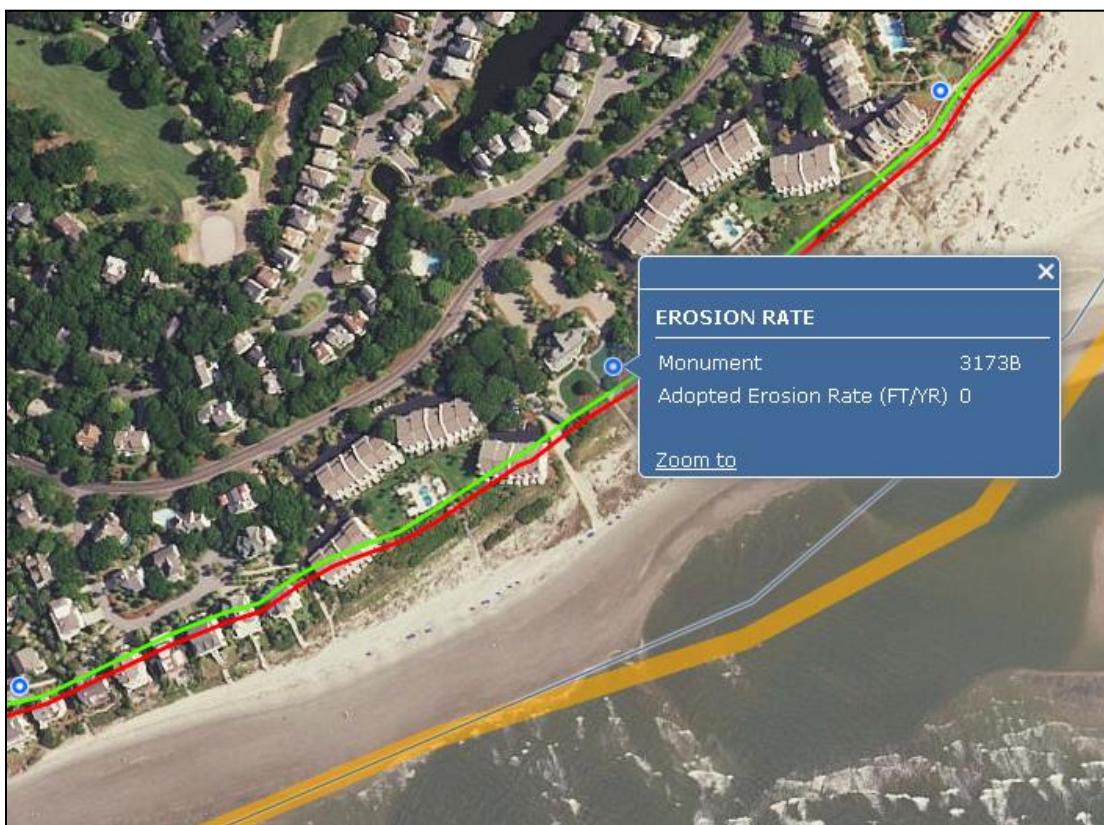 EROSION RATE
Monument 3173B
Adopted Erosion Rate (FT/YR) 0
Zoom to